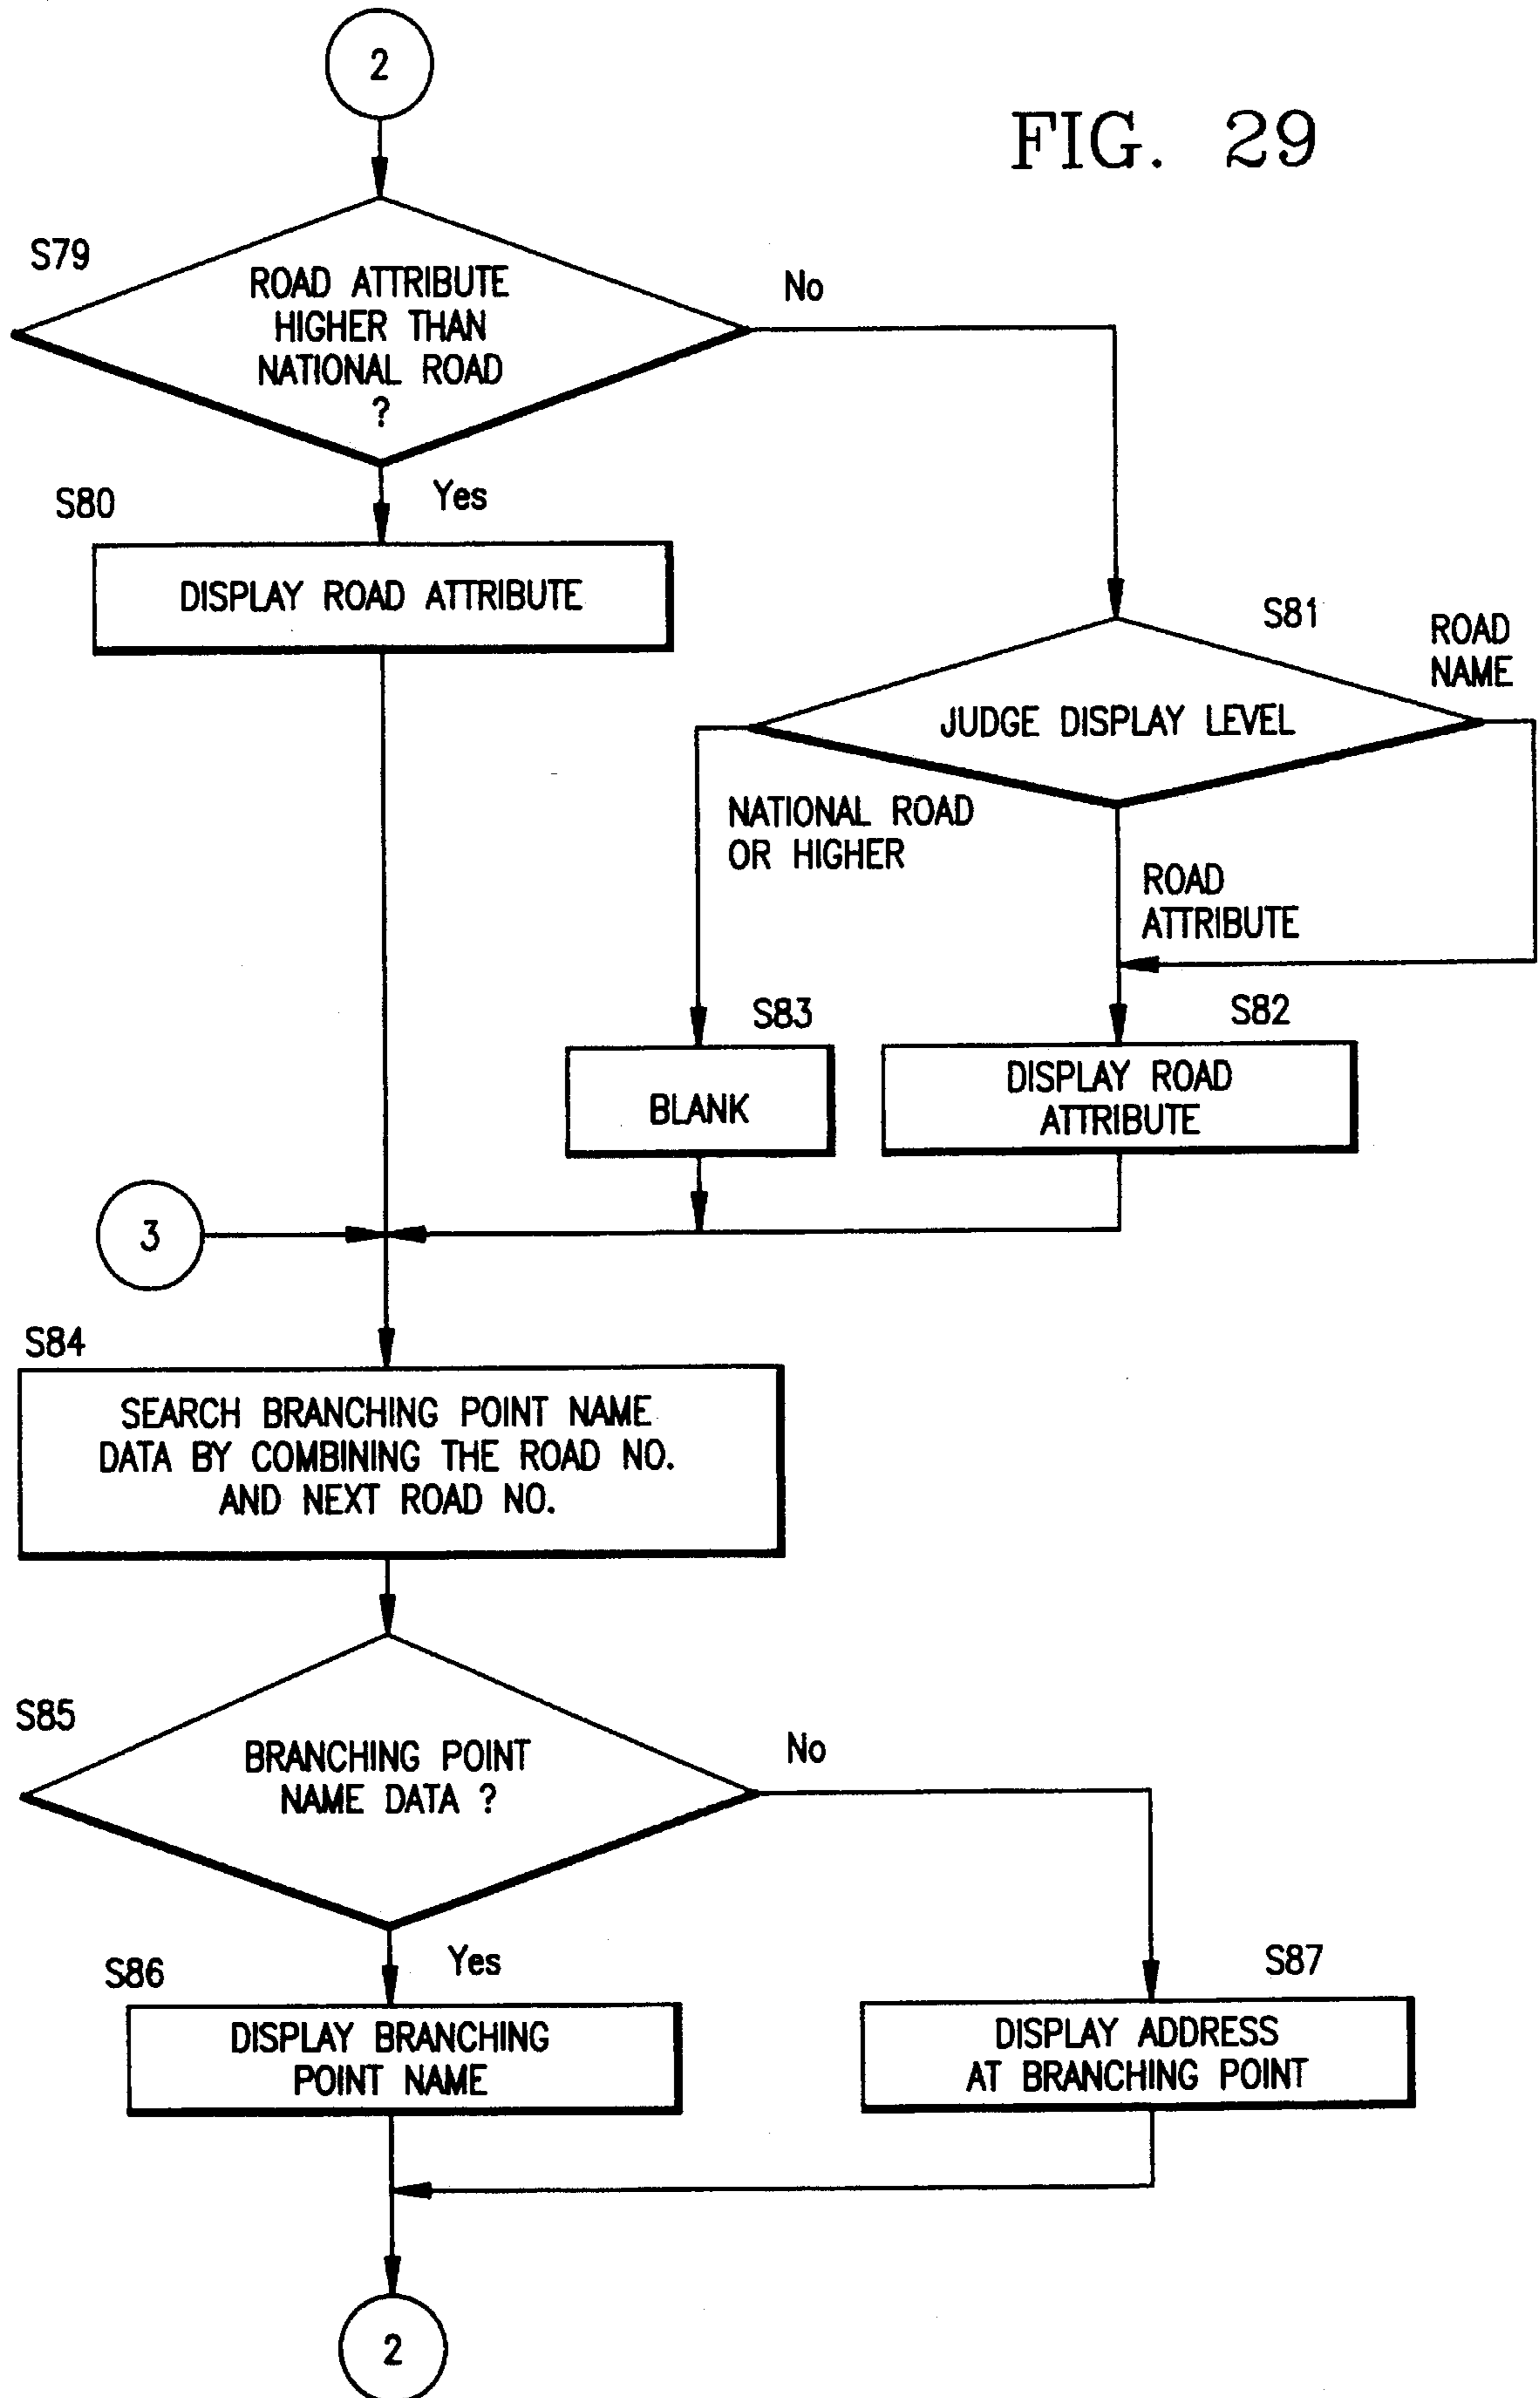 2
FIG. 29
S79
ROAD ATTRIBUTE
HIGHER THAN
NATIONAL ROAD
?
No
Yes
S80
DISPLAY ROAD ATTRIBUTE
S81
ROAD
NAME
JUDGE DISPLAY LEVEL
NATIONAL ROAD
OR HIGHER
ROAD
ATTRIBUTE
S83
BLANK
S82
DISPLAY ROAD
ATTRIBUTE
3
S84
SEARCH BRANCHING POINT NAME
DATA BY COMBINING THE ROAD NO.
AND NEXT ROAD NO.
S85
BRANCHING POINT
NAME DATA ?
No
Yes
S86
DISPLAY BRANCHING
POINT NAME
S87
DISPLAY ADDRESS
AT BRANCHING POINT
2